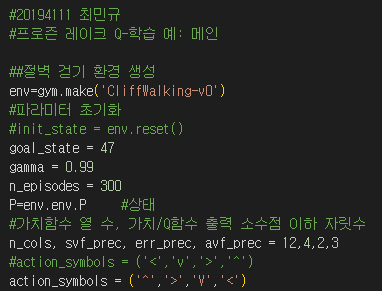 #20194111 최민규
#프로즌 레이크 Q-학습 예: 메인
##절벽 걷기 환경 생성
env=gym.make('CliffWalking-v0')
#파라미터 초기화
#init_state = env.reset()
goal_state = 47
gamma = 0.99
n_episodes = 300
P=env.env.P #상태
#가치함수 열 수, 가치/Q함수 출력 소수점 이하 자릿수
n_cols, svf_prec, err_prec, avf_prec = 12,4,2,3
#action_symbols = ('<','v','>','^')
action_symbols = ('^','>','V','<')